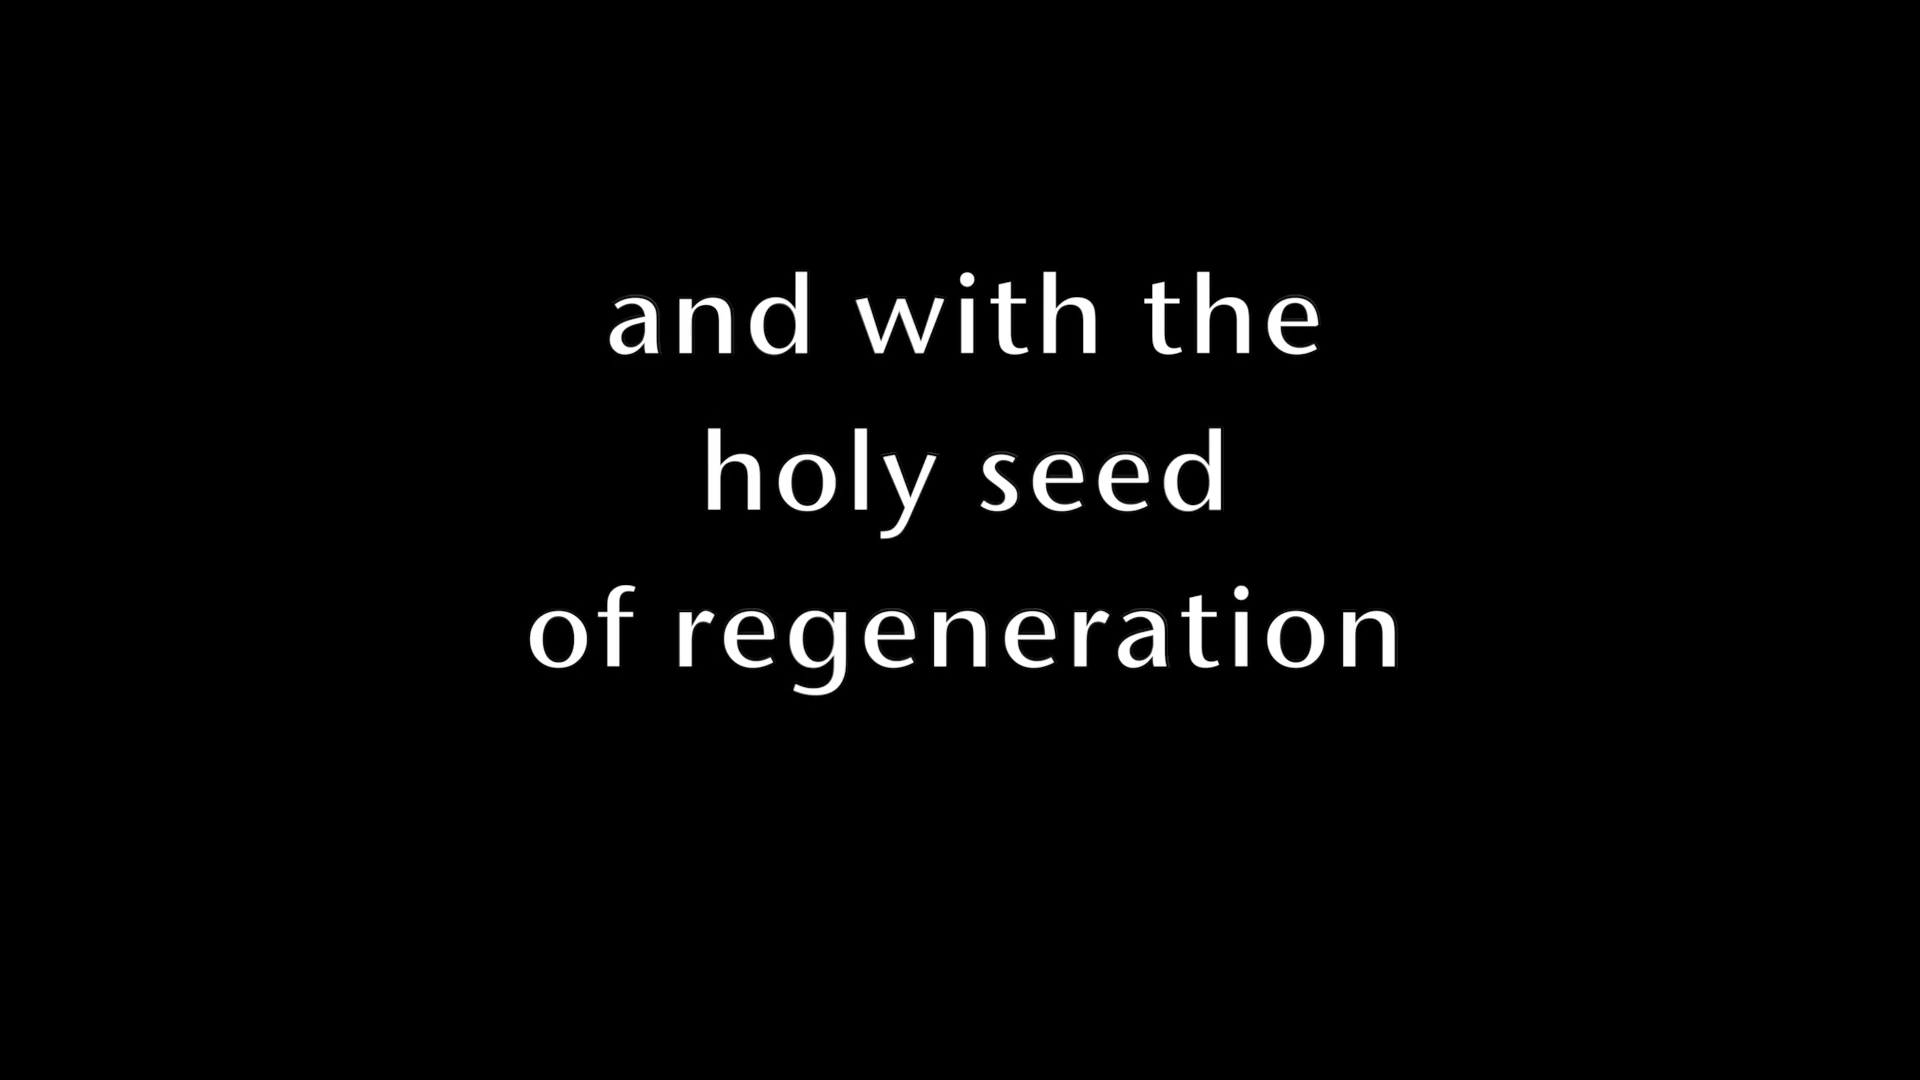 and with the
holy seed
of regeneration